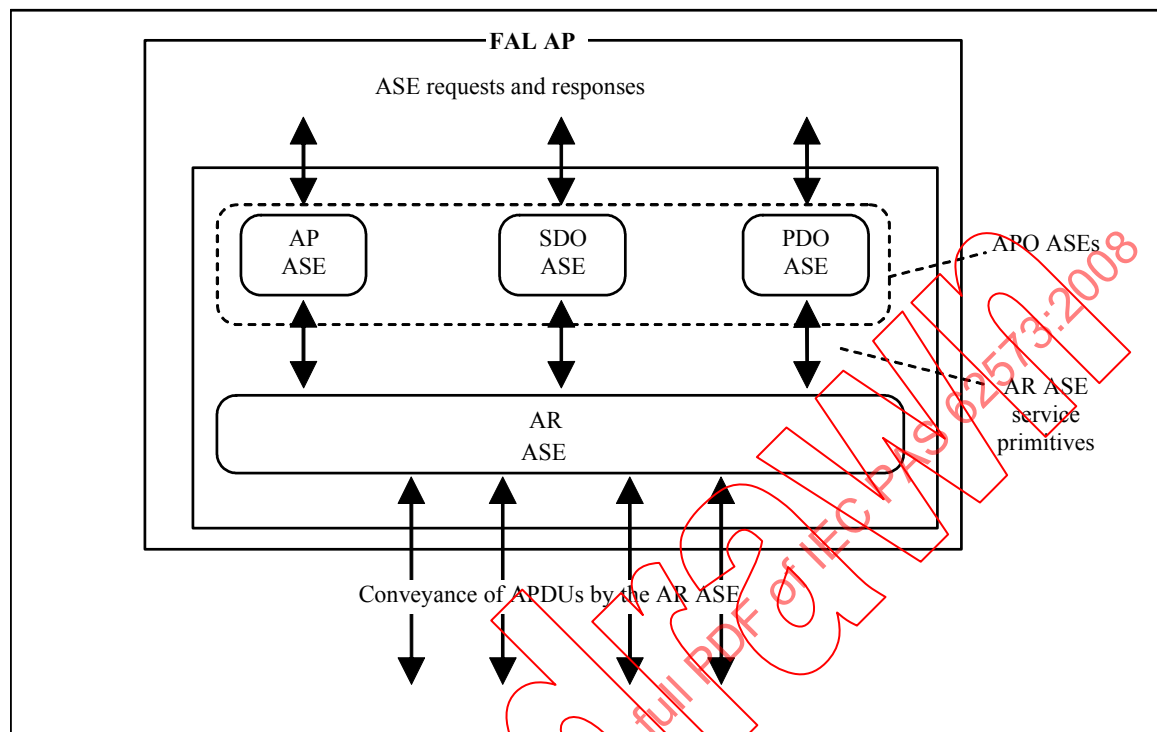 FAL AP
ASE requests and responses
AP
ASE
SDO
ASE
PDO
ASE
APO ASEs
AR ASE
service
primitives
AR
ASE
Conveyance of APDUs by the AR ASE
full PDF of IEC PAS 62573:2008